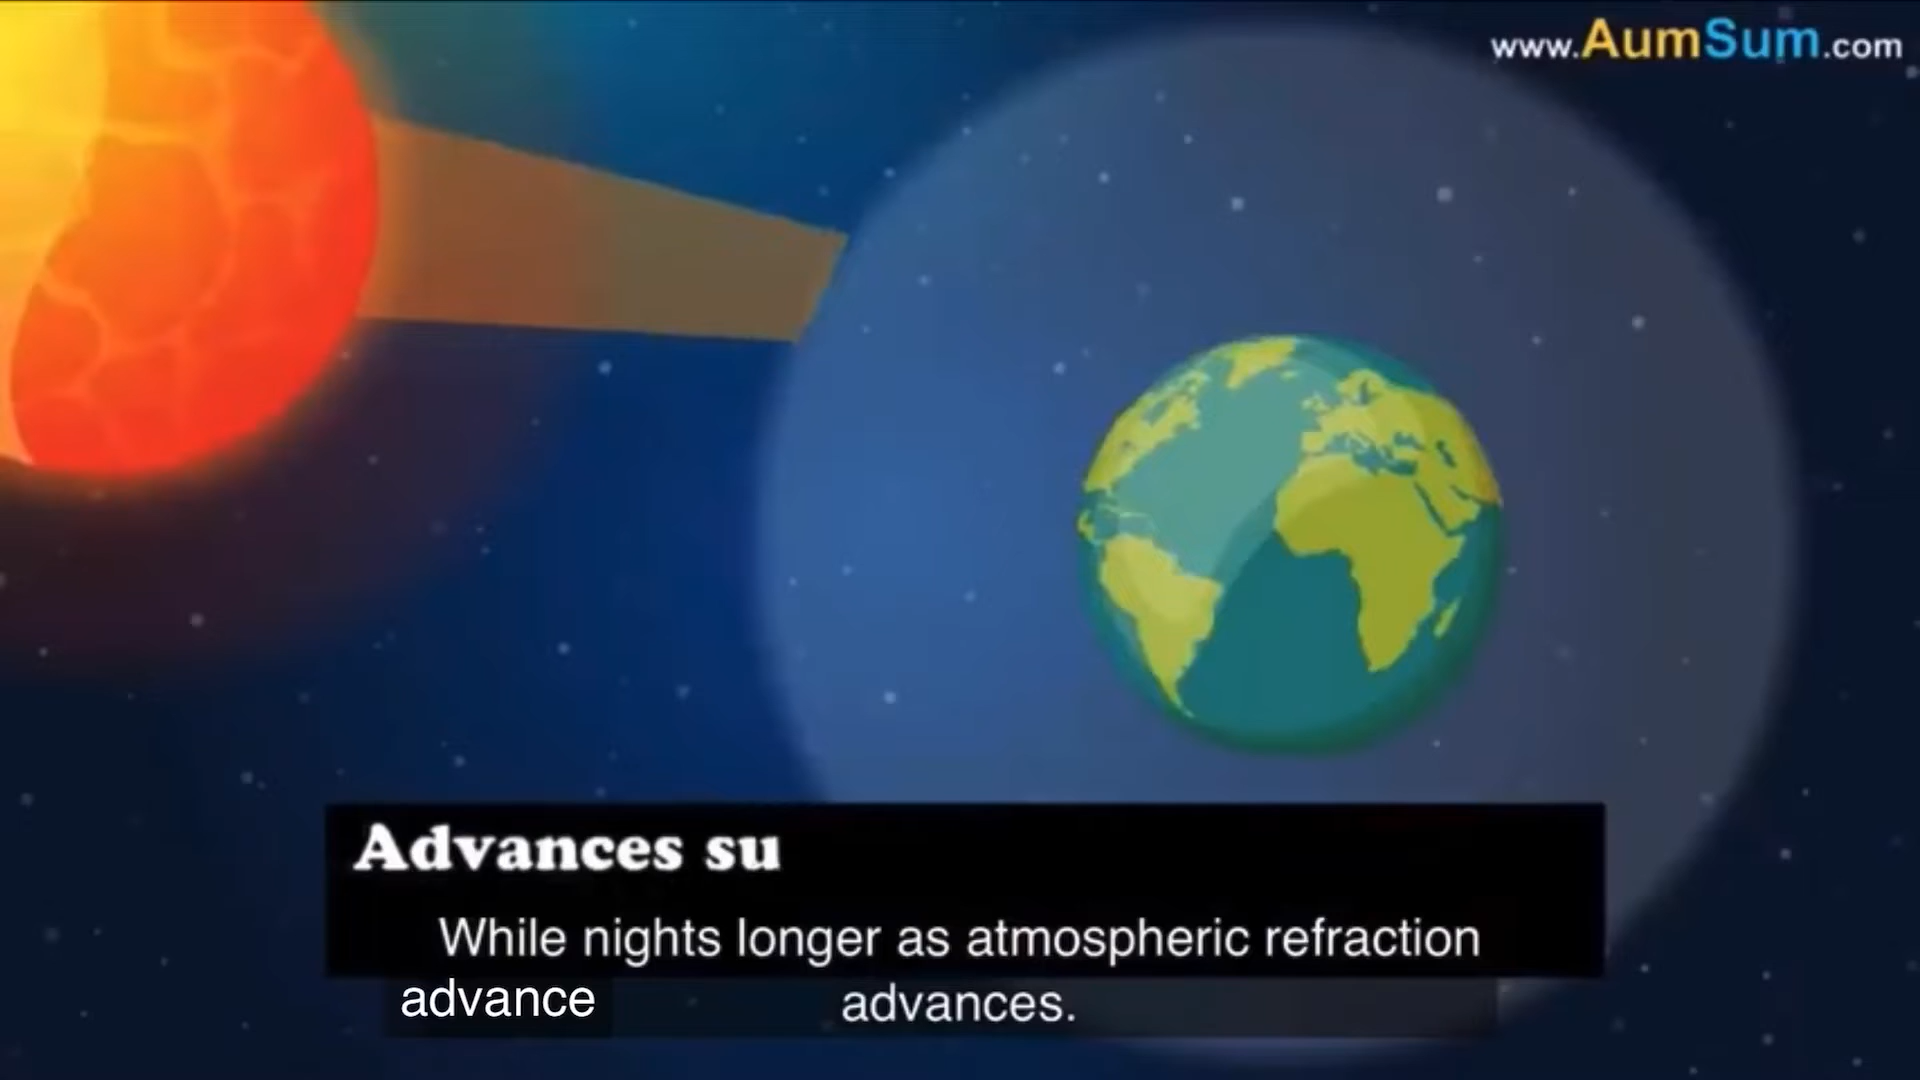 www.AumSum.com
Advances su
While nights longer as atmospheric refraction
advance advances.